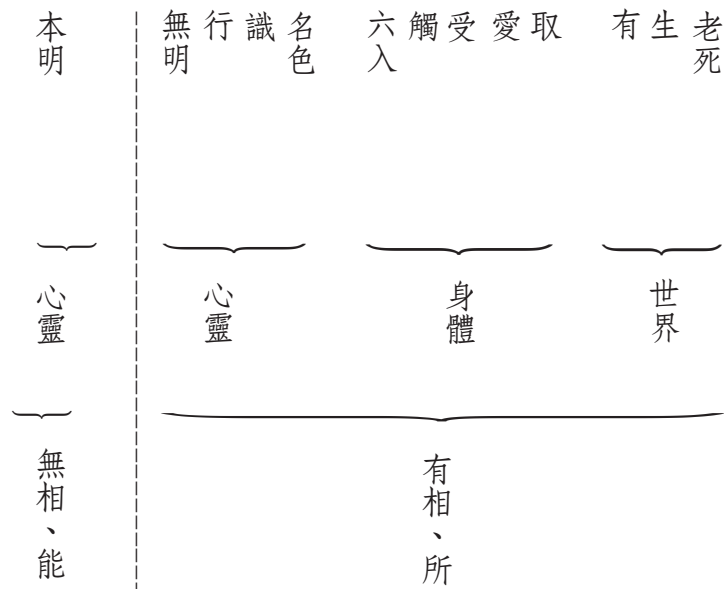 本明
無明
行
識
名色
六入
觸
受
愛
取
有
生
老死
心靈
心靈
身體
世界
無相、能
有相、所